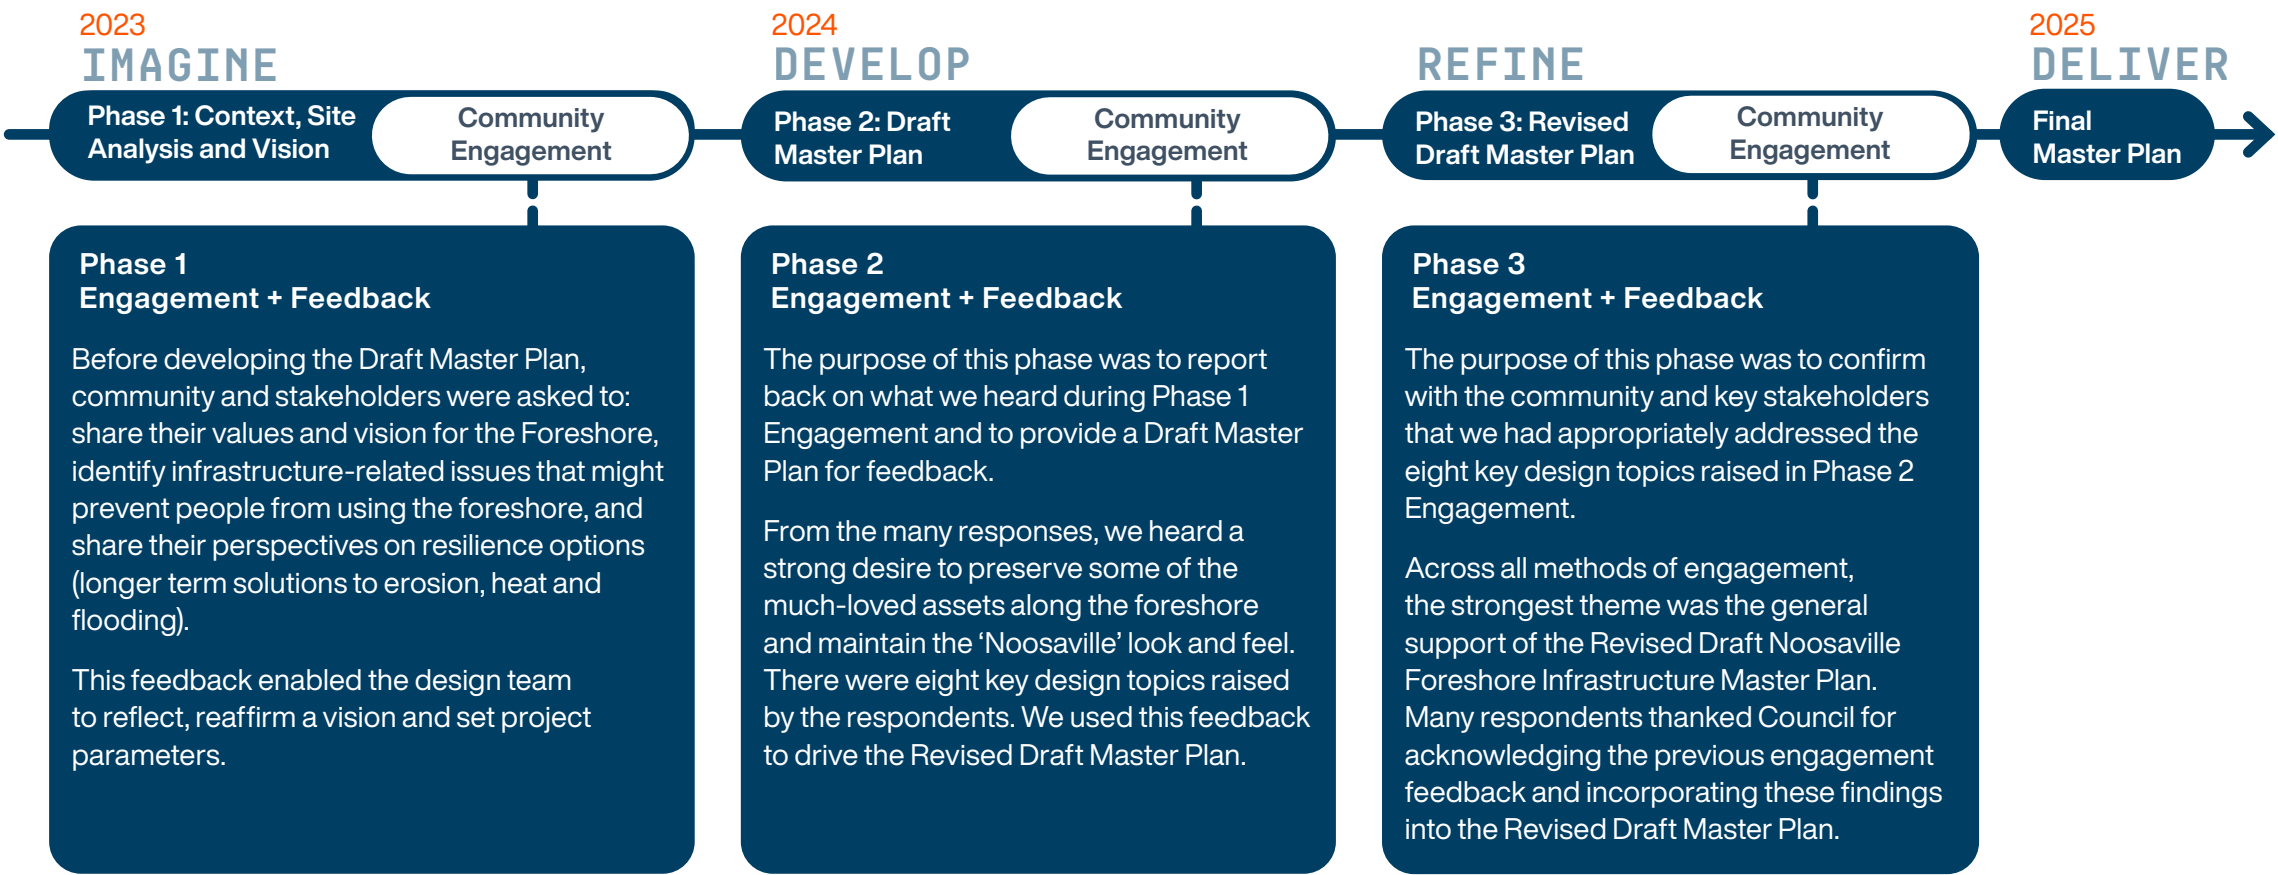 2023
IMAGINE
Phase 1: Context, Site
Analysis and Vision
Community
Engagement
2024
DEVELOP
Phase 2: Draft
Master Plan
Community
Engagement
REFINE
Phase 3: Revised
Draft Master Plan
Community
Engagement
2025
DELIVER
Final
Master Plan
Phase 1
Engagement + Feedback
Before developing the Draft Master Plan,
community and stakeholders were asked to:
share their values and vision for the Foreshore,
identify infrastructure-related issues that might
prevent people from using the foreshore, and
share their perspectives on resilience options
(longer term solutions to erosion, heat and
flooding).
This feedback enabled the design team
to reflect, reaffirm a vision and set project
parameters.
Phase 2
Engagement + Feedback
The purpose of this phase was to report
back on what we heard during Phase 1
Engagement and to provide a Draft Master
Plan for feedback.
From the many responses, we heard a
strong desire to preserve some of the
much-loved assets along the foreshore
and maintain the ‘Noosaville’ look and feel.
There were eight key design topics raised
by the respondents. We used this feedback
to drive the Revised Draft Master Plan.
Phase 3
Engagement + Feedback
The purpose of this phase was to confirm
with the community and key stakeholders
that we had appropriately addressed the
eight key design topics raised in Phase 2
Engagement.
Across all methods of engagement,
the strongest theme was the general
support of the Revised Draft Noosaville
Foreshore Infrastructure Master Plan.
Many respondents thanked Council for
acknowledging the previous engagement
feedback and incorporating these findings
into the Revised Draft Master Plan.